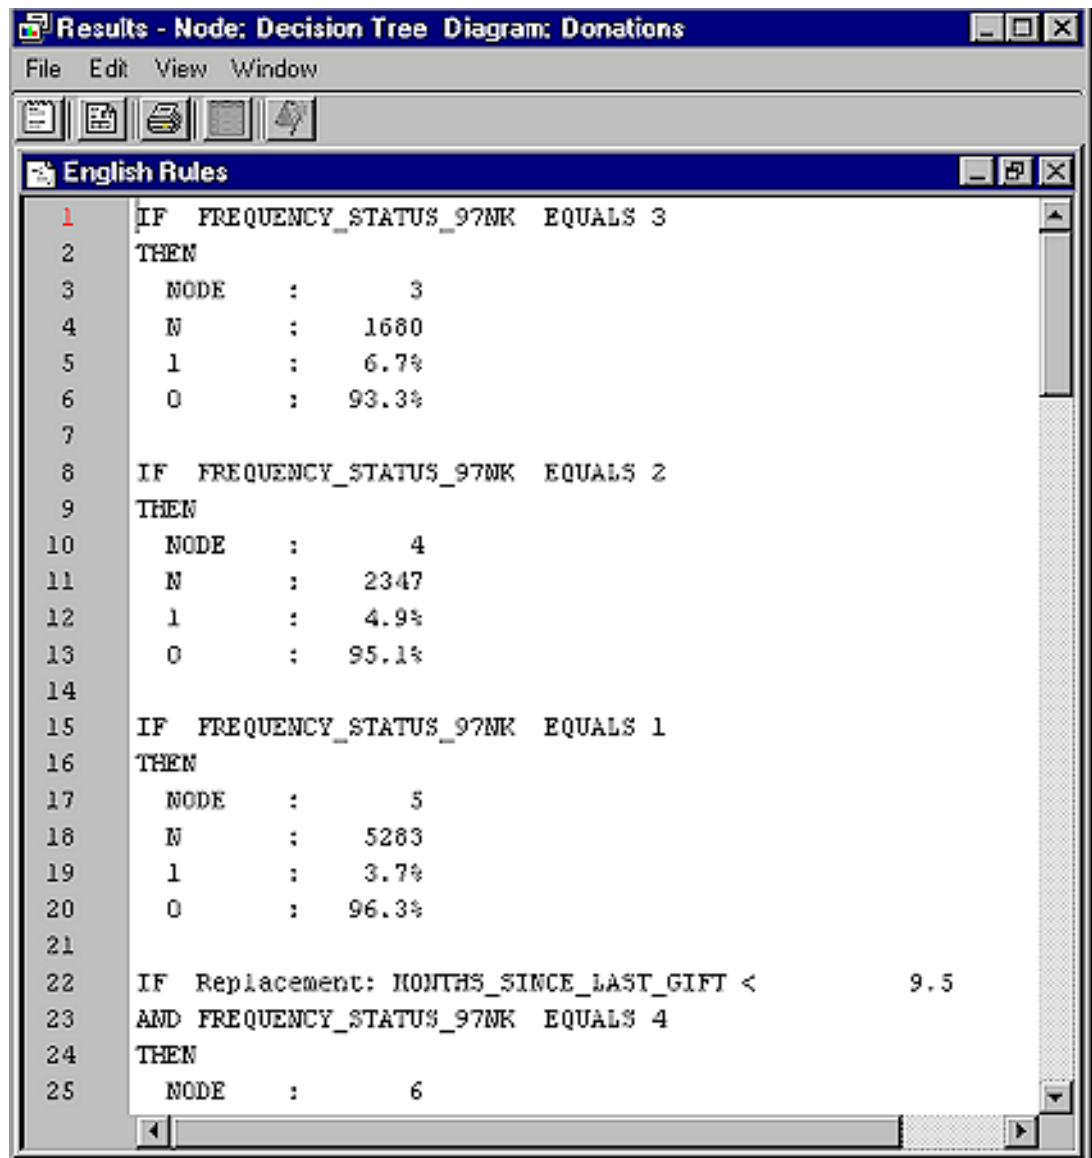 Results - Node: Decision Tree Diagram: Donations
File Edit View Window
English Rules
1 IF FREQUENCY_STATUS_97NK EQUALS 3
2 THEN
3 NODE : 3
4 N : 1680
5 1 : 6.7%
6 0 : 93.3%
7
8 IF FREQUENCY_STATUS_97NK EQUALS 2
9 THEN
10 NODE : 4
11 N : 2347
12 1 : 4.9%
13 0 : 95.1%
14
15 IF FREQUENCY_STATUS_97NK EQUALS 1
16 THEN
17 NODE : 5
18 N : 5283
19 1 : 3.7%
20 0 : 96.3%
21
22 IF Replacement: MONTHS_SINCE_LAST_GIFT < 9.5
23 AND FREQUENCY_STATUS_97NK EQUALS 4
24 THEN
25 NODE : 6